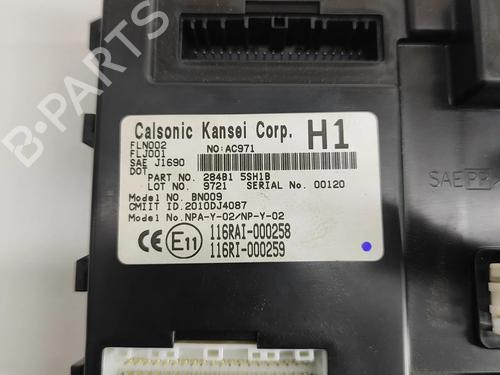 B-PARTS
Calsonic Kansei Corp. H1
FLN002
FLJ001 NO:AC971
SAE J1690
DOT
PART NO. 284B1 5SH1B
LOT NO. 9721 SERIAL No. 00120
Model No. BN009
CMIIT ID.2010DJ4087
Model No.NPA-Y-02/NP-Y-02
CE E11 116RAI-000258
116RI-000259
SAE